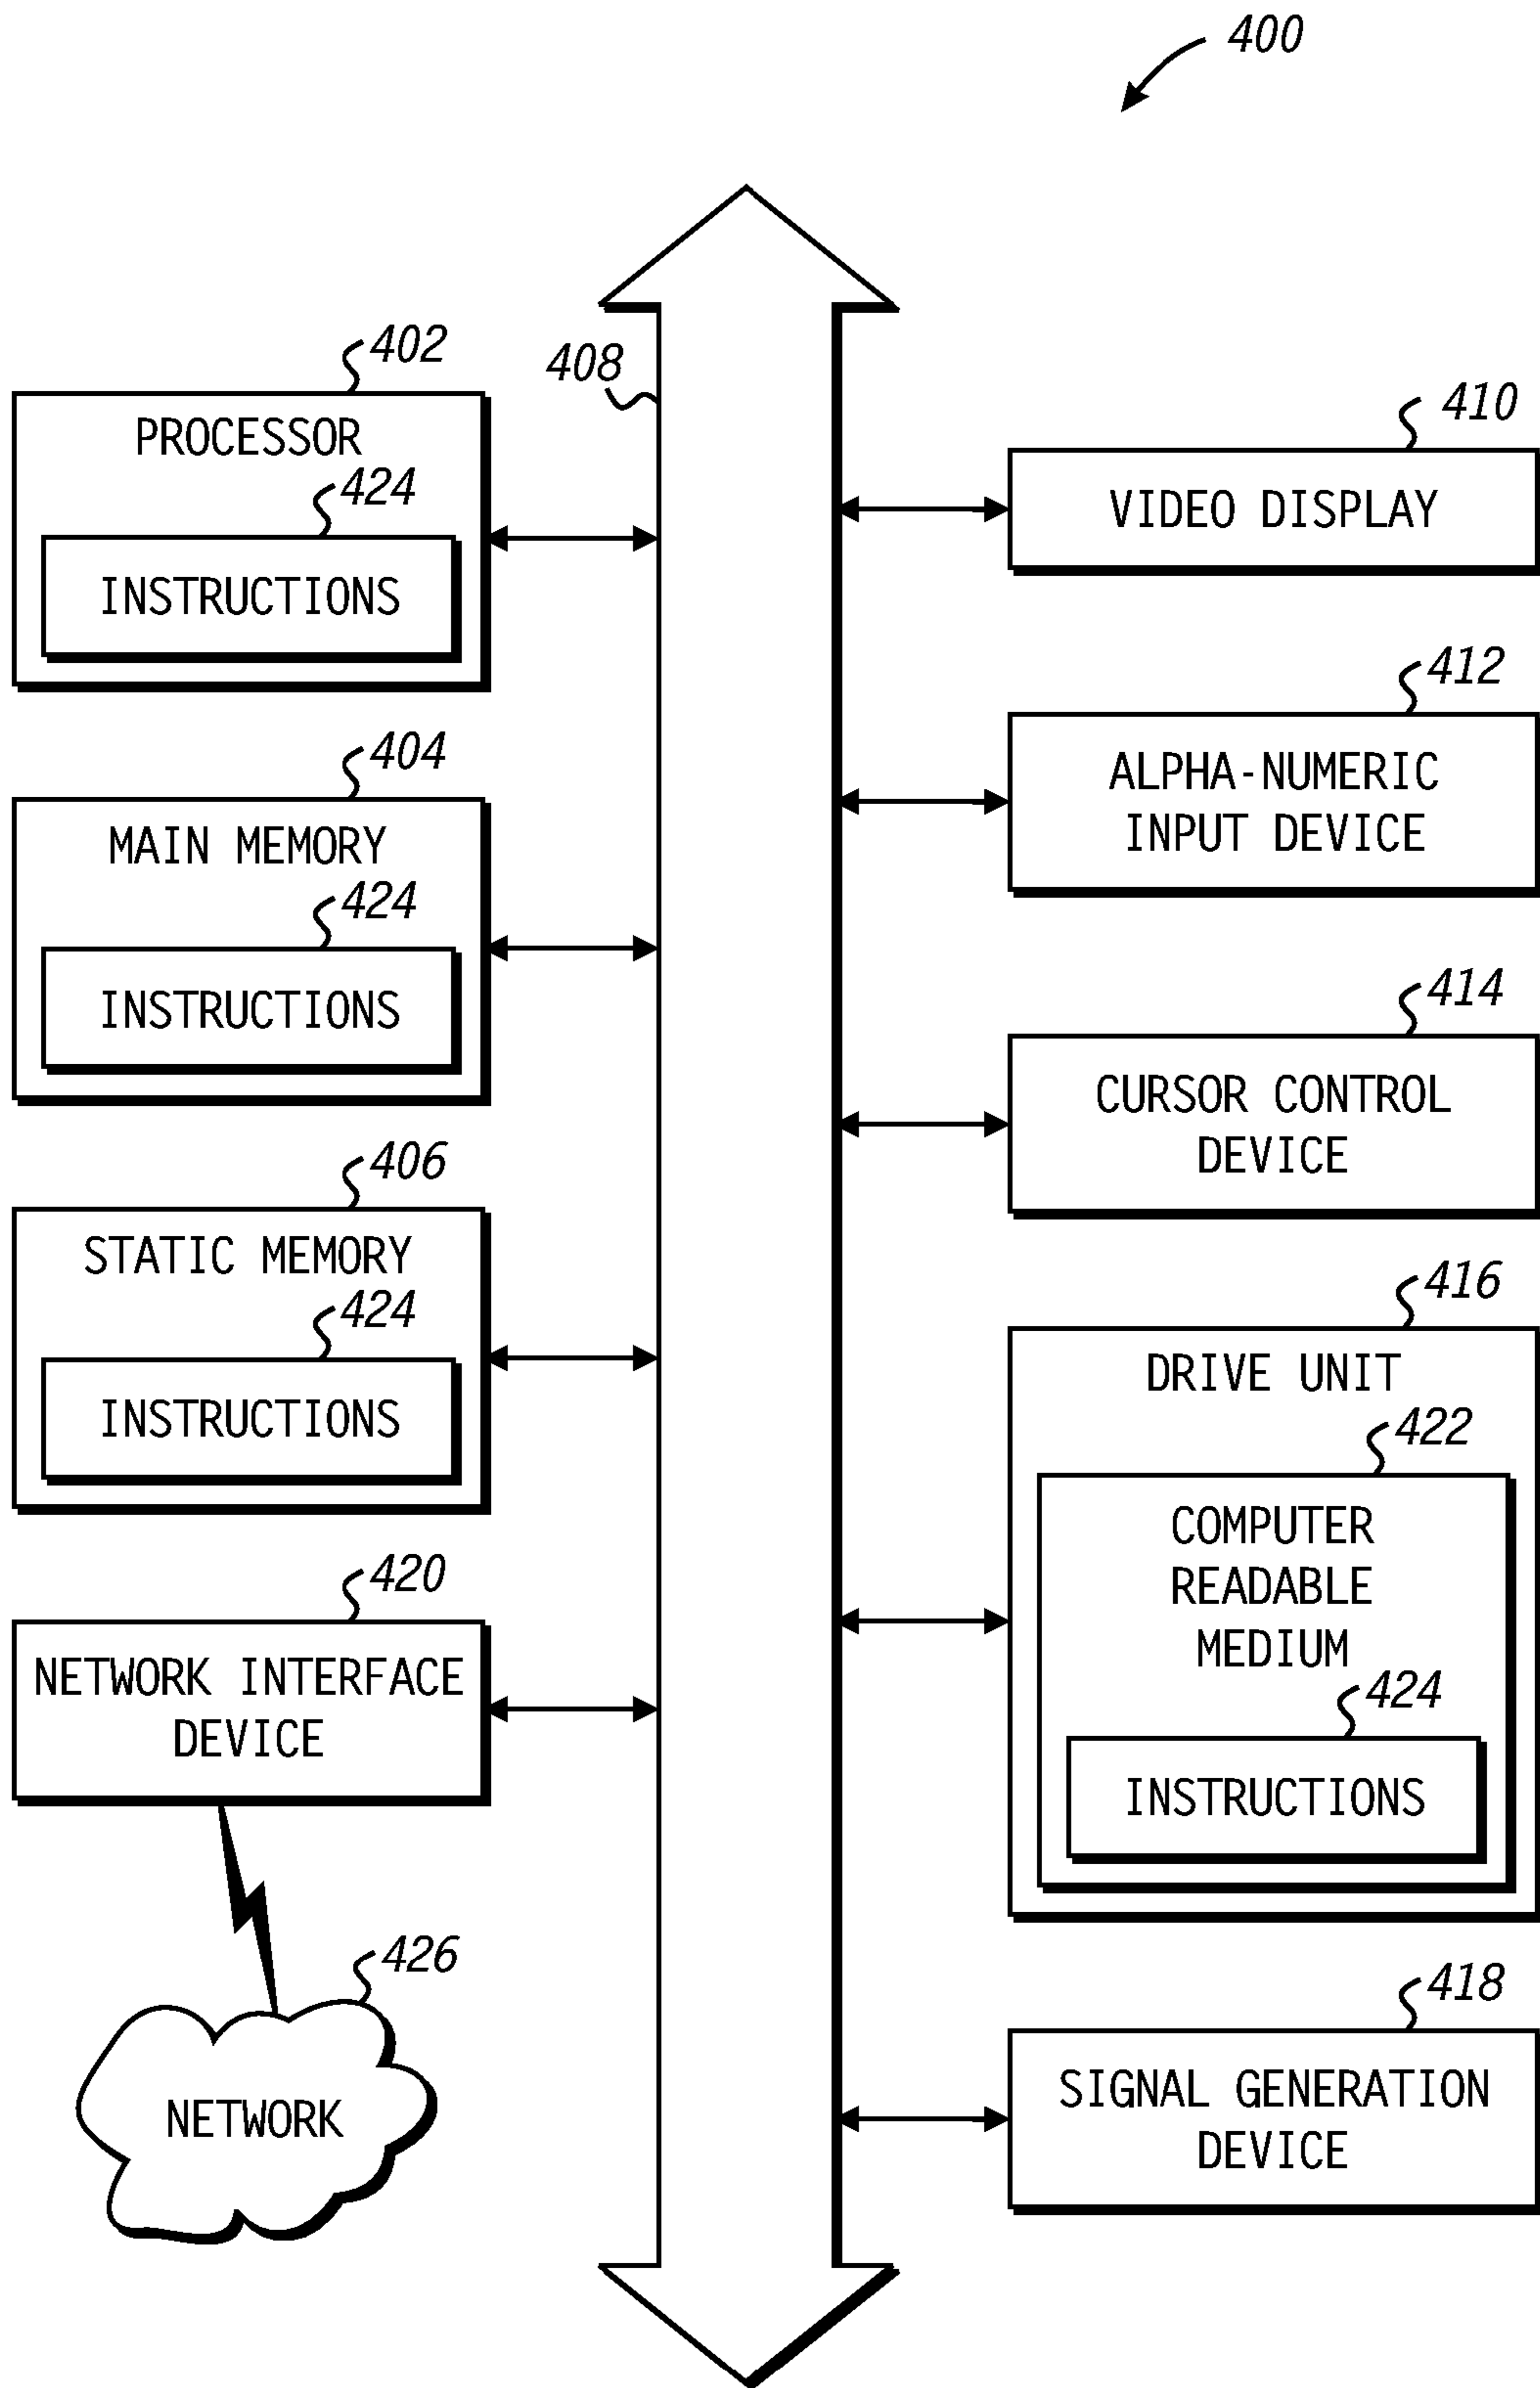 400
402
PROCESSOR
424
INSTRUCTIONS
404
MAIN MEMORY
424
INSTRUCTIONS
406
STATIC MEMORY
424
INSTRUCTIONS
420
NETWORK INTERFACE
DEVICE
426
NETWORK
408
410
VIDEO DISPLAY
412
ALPHA-NUMERIC
INPUT DEVICE
414
CURSOR CONTROL
DEVICE
416
DRIVE UNIT
422
COMPUTER
READABLE
MEDIUM
424
INSTRUCTIONS
418
SIGNAL GENERATION
DEVICE